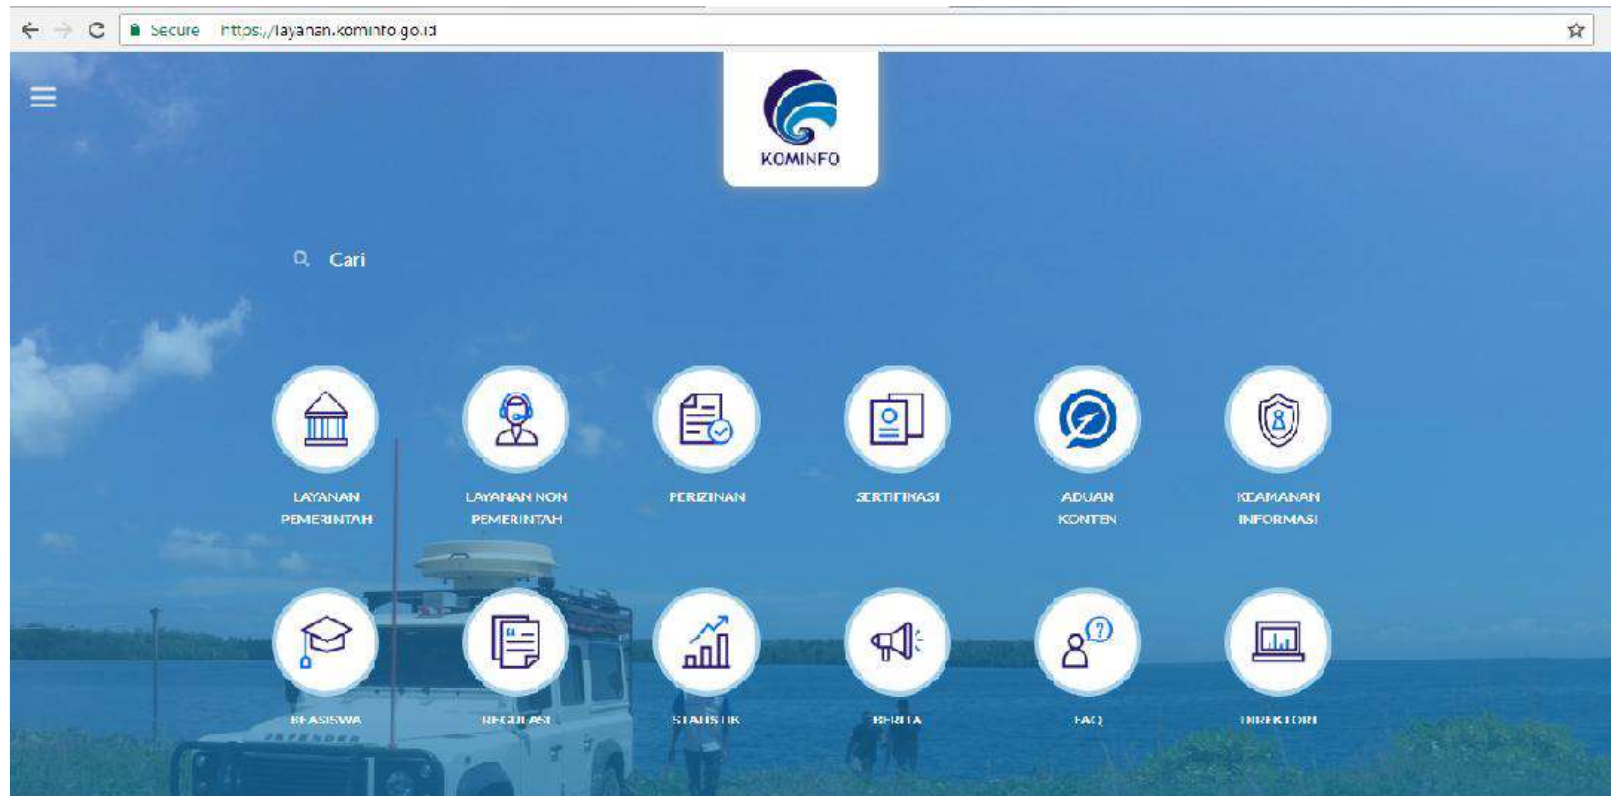 Secure https://layanan.kominfo.go.id
KOMINFO
Cari
LAYANAN
PEMERINTAH
LAYANAN NON
PEMERINTAH
PERIZINAN
SERTIFIKASI
ADUAN
KONTEN
KEAMANAN
INFORMASI
BEASISWA
REGULASI
STATISTIK
BERITA
FAQ
DIREKTORI
DEFENDER